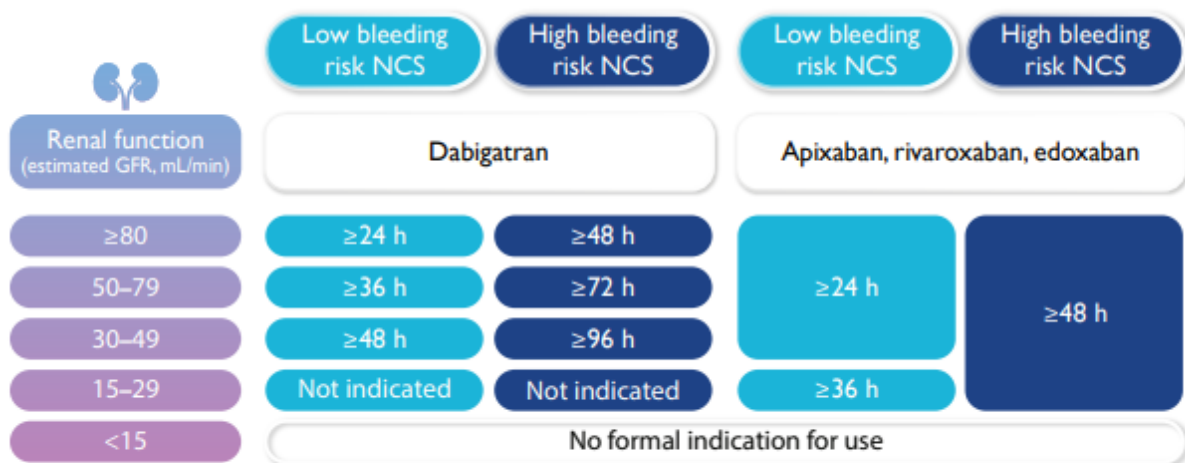 Low bleeding
risk NCS
High bleeding
risk NCS
Low bleeding
risk NCS
High bleeding
risk NCS
Renal function
(estimated GFR, mL/min)
Dabigatran
Apixaban, rivaroxaban, edoxaban
≥80
≥24 h
≥48 h
≥24 h
≥48 h
50–79
≥36 h
≥72 h
30–49
≥48 h
≥96 h
15–29
Not indicated
Not indicated
≥36 h
<15
No formal indication for use